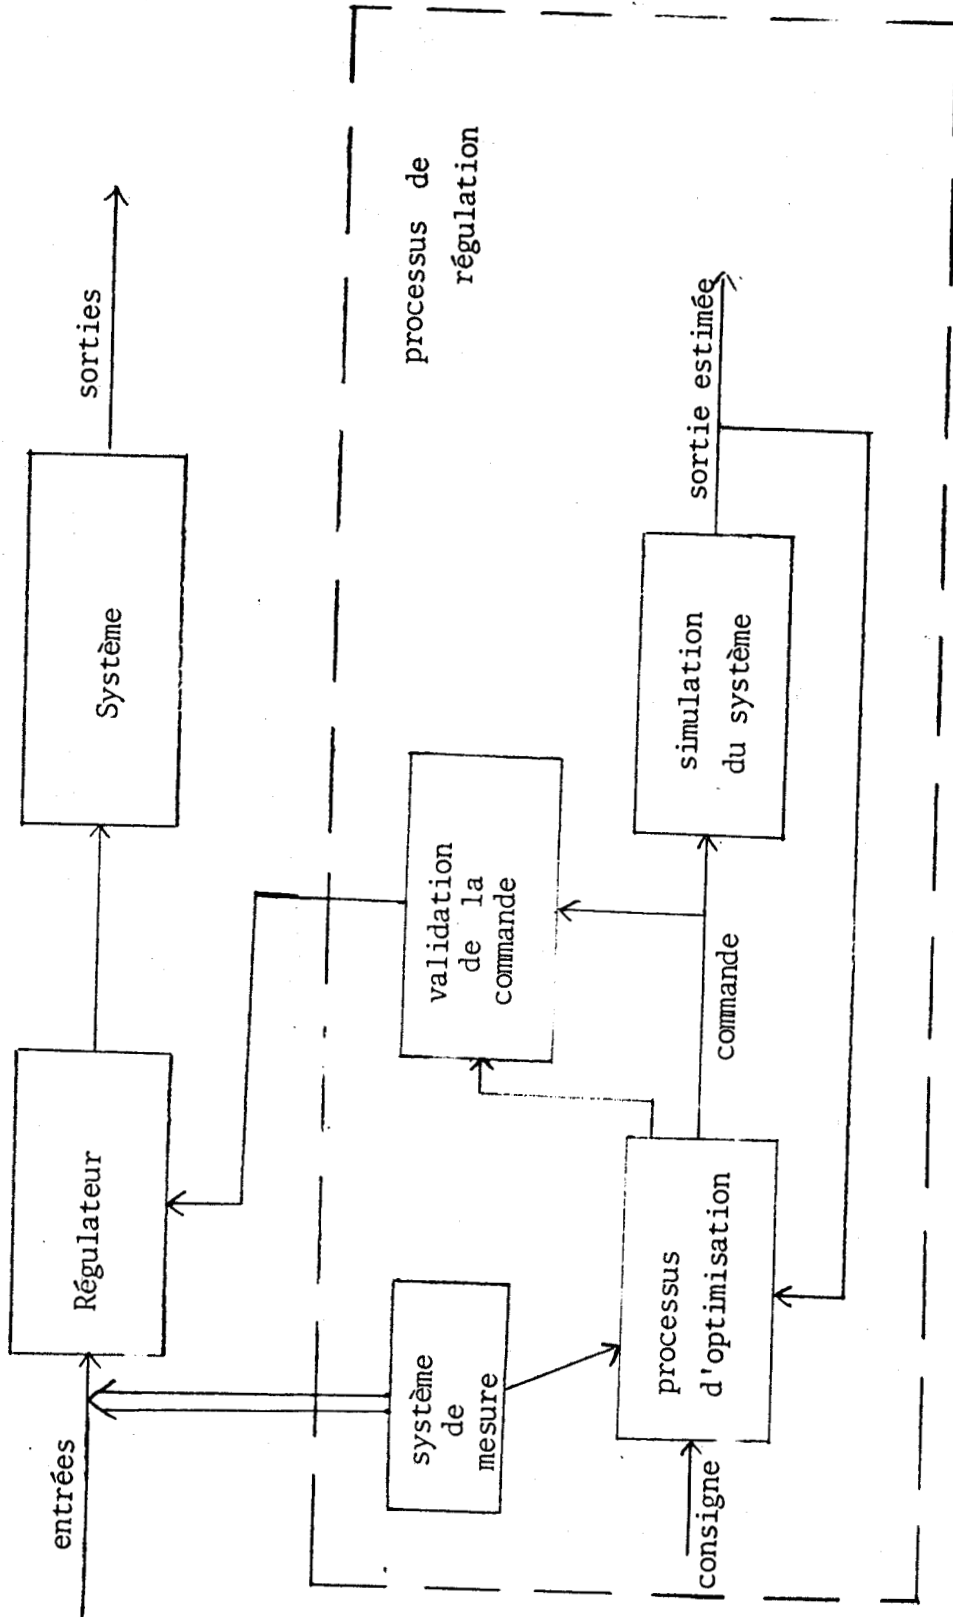 entrées
Régulateur
Système
sorties
processus de
régulation
système
de
mesure
validation
de la
commande
consigne
processus
d'optimisation
commande
simulation
du système
sortie estimée